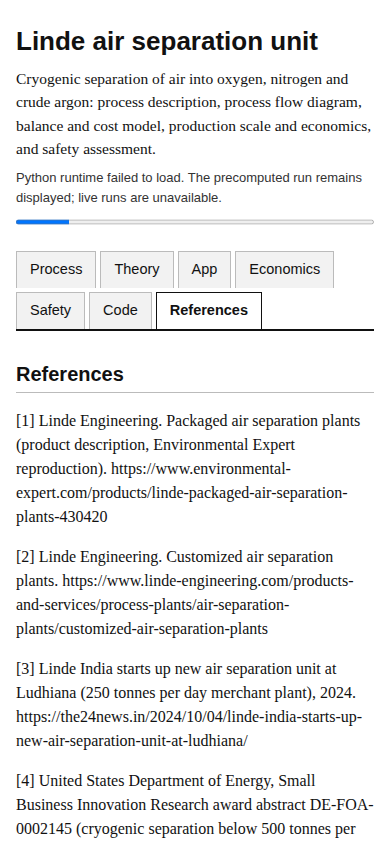 Linde air separation unit
Cryogenic separation of air into oxygen, nitrogen and
crude argon: process description, process flow diagram,
balance and cost model, production scale and economics,
and safety assessment.
Python runtime failed to load. The precomputed run remains
displayed; live runs are unavailable.
Process Theory App Economics
Safety Code References
References
[1] Linde Engineering. Packaged air separation plants
(product description, Environmental Expert
reproduction). https://www.environmental-
expert.com/products/linde-packaged-air-separation-
plants-430420
[2] Linde Engineering. Customized air separation
plants. https://www.linde-engineering.com/products-
and-services/process-plants/air-separation-
plants/customized-air-separation-plants
[3] Linde India starts up new air separation unit at
Ludhiana (250 tonnes per day merchant plant), 2024.
https://the24news.in/2024/10/04/linde-india-starts-up-
new-air-separation-unit-at-ludhiana/
[4] United States Department of Energy, Small
Business Innovation Research award abstract DE-FOA-
0002145 (cryogenic separation below 500 tonnes per